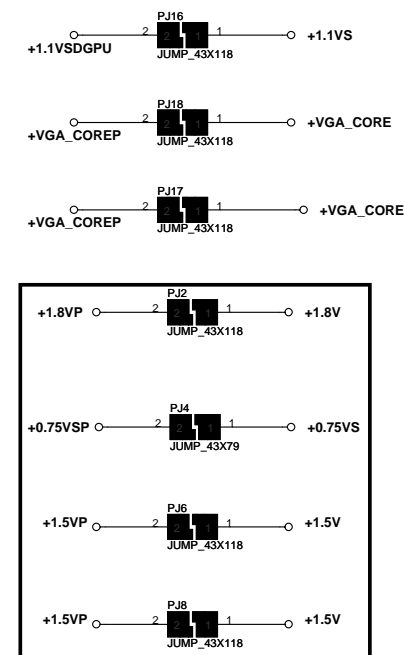 PJ16
2 2 1 1 +1.1VS
+1.1VSDGPU
JUMP_43X118
PJ18
2 2 1 1 +VGA_CORE
+VGA_COREP
JUMP_43X118
PJ17
2 2 1 1 +VGA_CORE
+VGA_COREP
JUMP_43X118
PJ2
+1.8VP 2 2 1 1 +1.8V
JUMP_43X118
PJ4
+0.75VSP 2 2 1 1 +0.75VS
JUMP_43X79
PJ6
+1.5VP 2 2 1 1 +1.5V
JUMP_43X118
PJ8
+1.5VP 2 2 1 1 +1.5V
JUMP_43X118